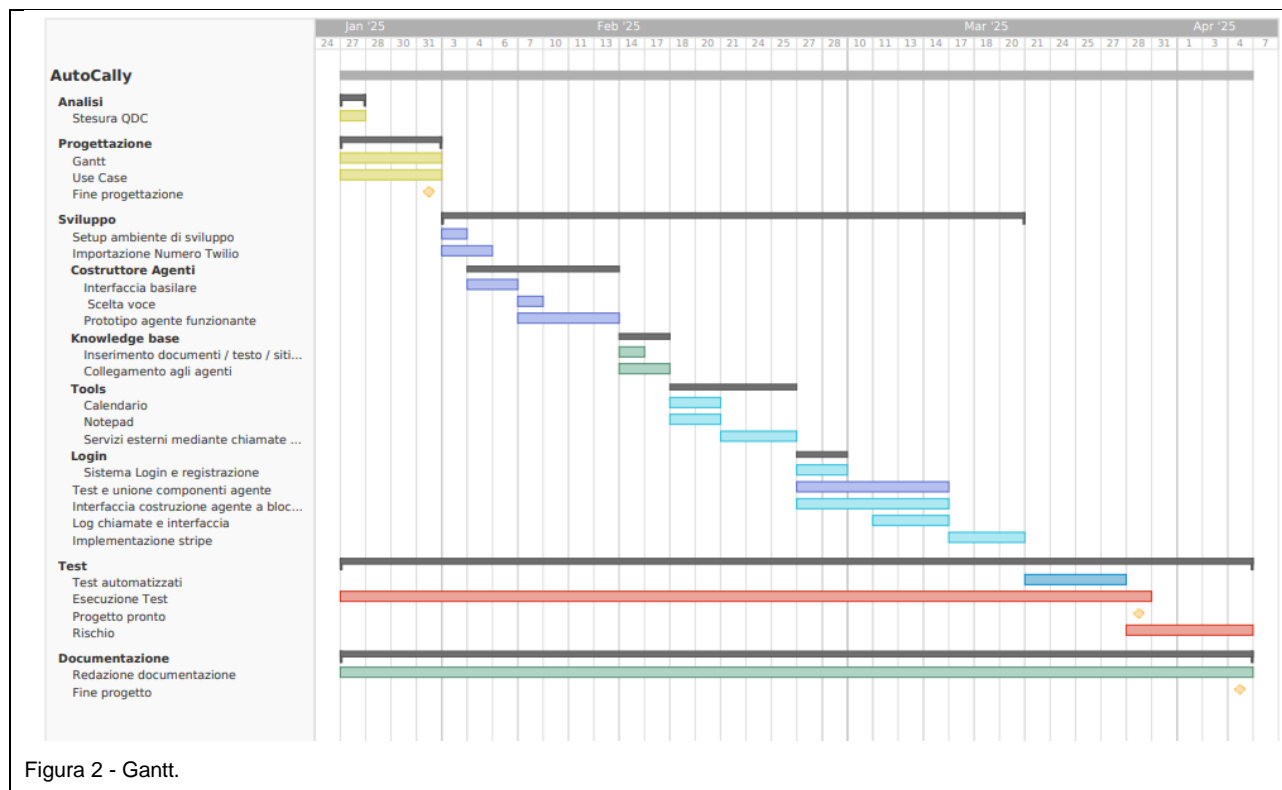 Jan '25 Feb '25 Mar '25 Apr '25
24 27 28 30 31 3 4 6 7 10 11 13 14 17 18 20 21 24 25 27 28 10 11 13 14 17 18 20 21 24 25 27 28 31 1 3 4 7
AutoCally
Analisi
Stesura QDC
Progettazione
Gantt
Use Case
Fine progettazione
Sviluppo
Setup ambiente di sviluppo
Importazione Numero Twilio
Costruttore Agenti
Interfaccia basilare
Scelta voce
Prototipo agente funzionante
Knowledge base
Inserimento documenti / testo / siti...
Collegamento agli agenti
Tools
Calendario
Notepad
Servizi esterni mediante chiamate ...
Login
Sistema Login e registrazione
Test e unione componenti agente
Interfaccia costruzione agente a bloc...
Log chiamate e interfaccia
Implementazione stripe
Test
Test automatizzati
Esecuzione Test
Progetto pronto
Rischio
Documentazione
Redazione documentazione
Fine progetto
Figura 2 - Gantt.